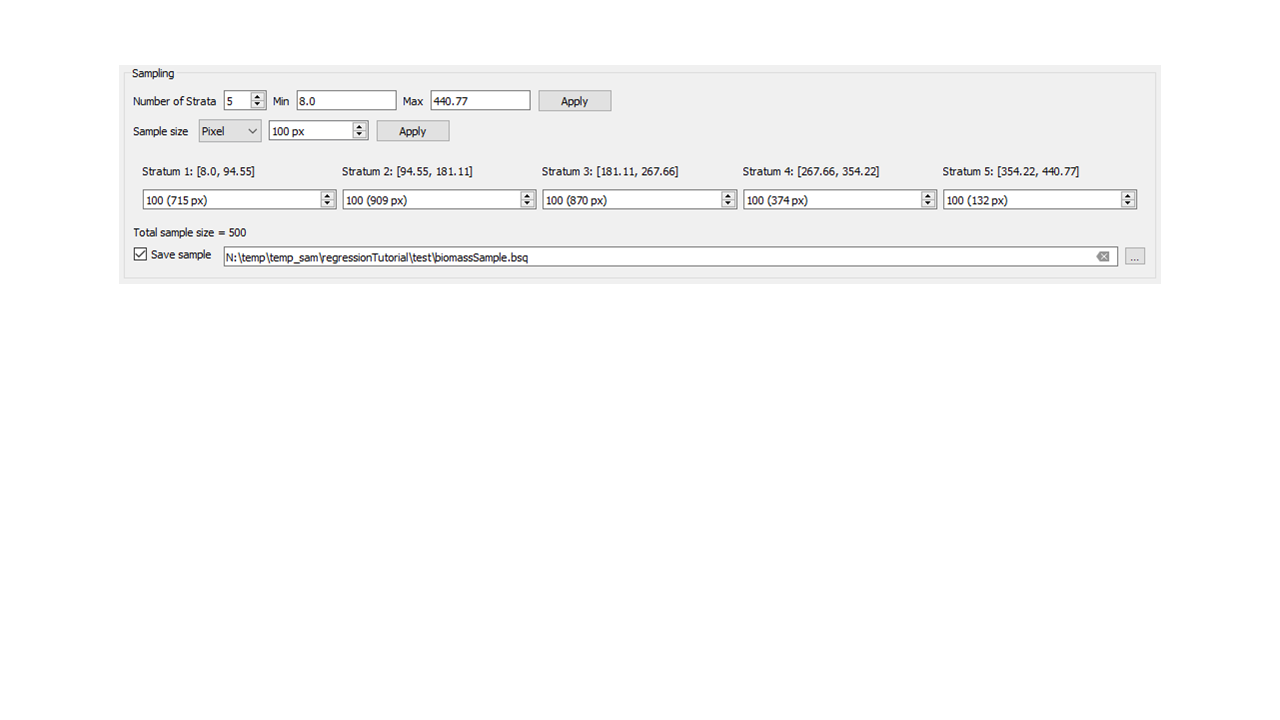 Sampling
Number of Strata 5 Min 8.0 Max 440.77 Apply
Sample size Pixel 100 px Apply
Stratum 1: [8.0, 94.55] Stratum 2: [94.55, 181.11] Stratum 3: [181.11, 267.66] Stratum 4: [267.66, 354.22] Stratum 5: [354.22, 440.77]
100 (715 px) 100 (909 px) 100 (870 px) 100 (374 px) 100 (132 px)
Total sample size = 500
Save sample N:\temp\temp_sam\regressionTutorial\test\biomassSample.bsq ...